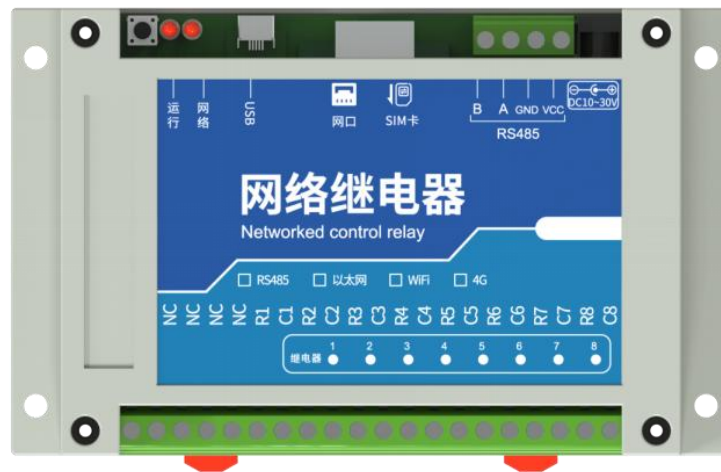 运行
网络
USB
网口
SIM卡
B A GND VCC
RS485
DC10~30V
网络继电器
Networked control relay
RS485 以太网 WiFi 4G
NC NC NC NC R1 C1 R2 C2 R3 C3 R4 C4 R5 C5 R6 C6 R7 C7 R8 C8
1 2 3 4 5 6 7 8
继电器